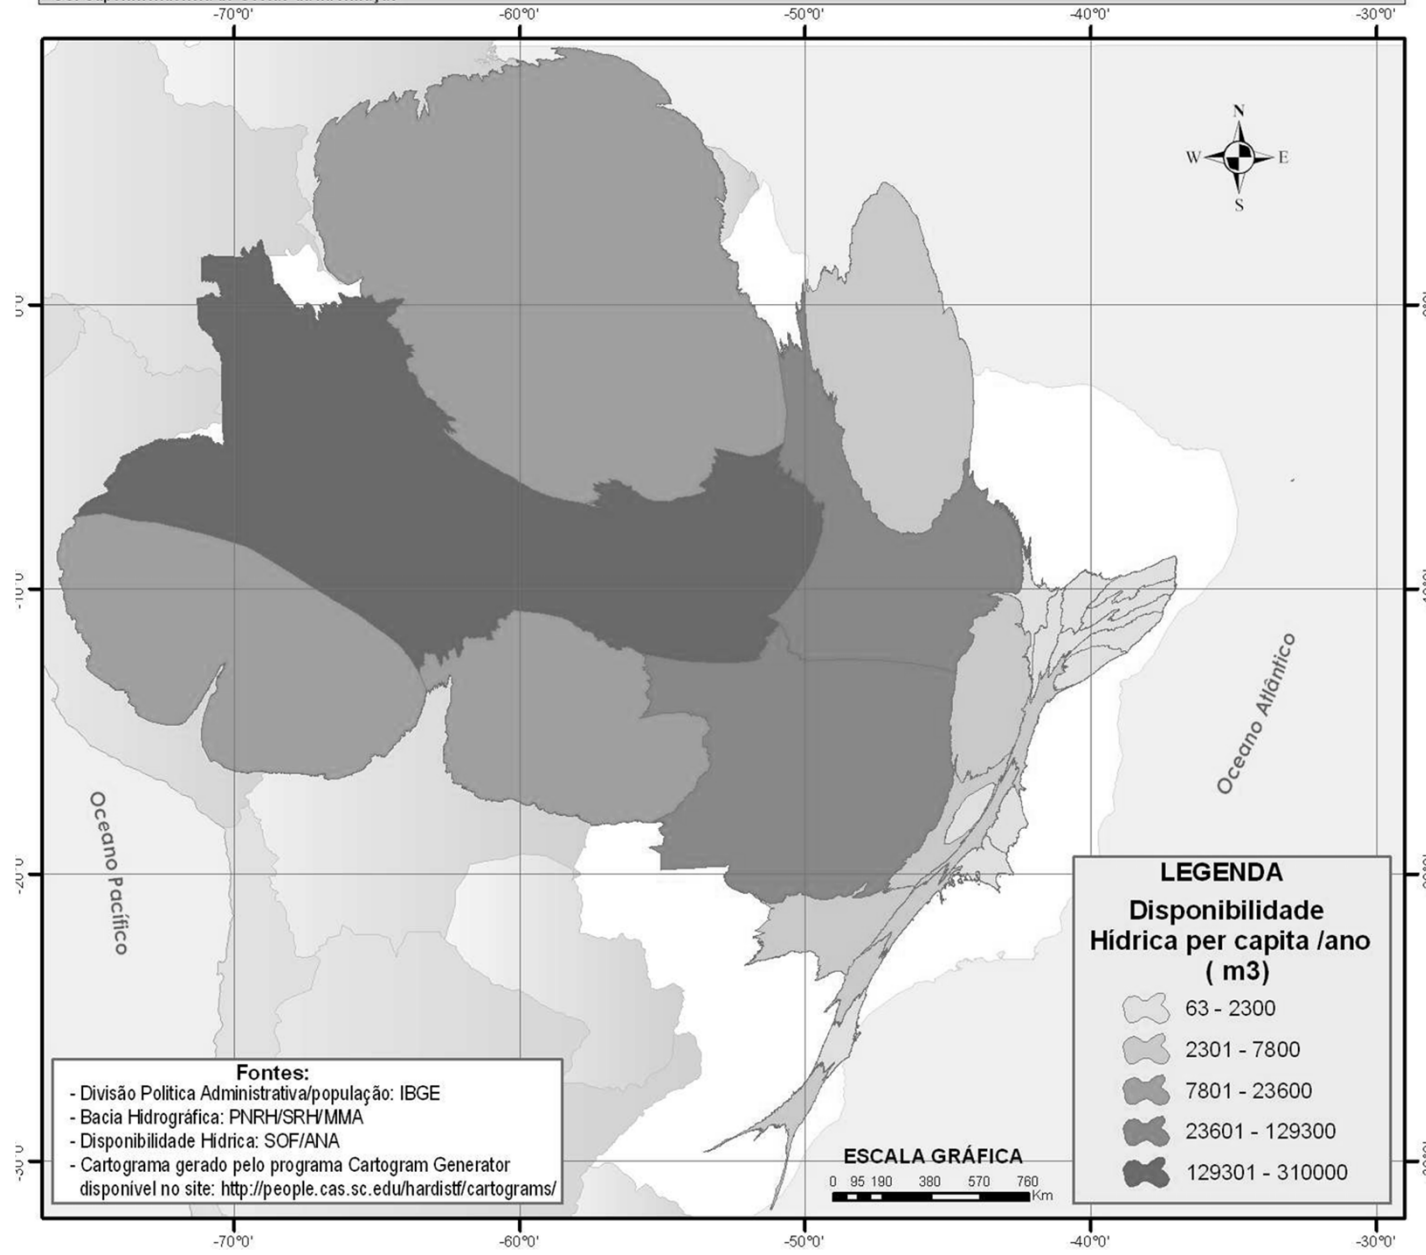 -70°0' -60°0' -50°0' -40°0' -30°0'
N
W E
S
Oceano Atlântico
Oceano Pacífico
LEGENDA
Disponibilidade
Hídrica per capita /ano
( m3)
63 - 2300
2301 - 7800
7801 - 23600
23601 - 129300
129301 - 310000
Fontes:
- Divisão Politica Administrativa/população: IBGE
- Bacia Hidrográfica: PNRH/SRH/MMA
- Disponibilidade Hídrica: SOF/ANA
- Cartograma gerado pelo programa Cartogram Generator
disponível no site: http://people.cas.sc.edu/hardistf/cartograms/
ESCALA GRÁFICA
0 95 190 380 570 760
Km
-70°0' -60°0' -50°0' -40°0' -30°0'